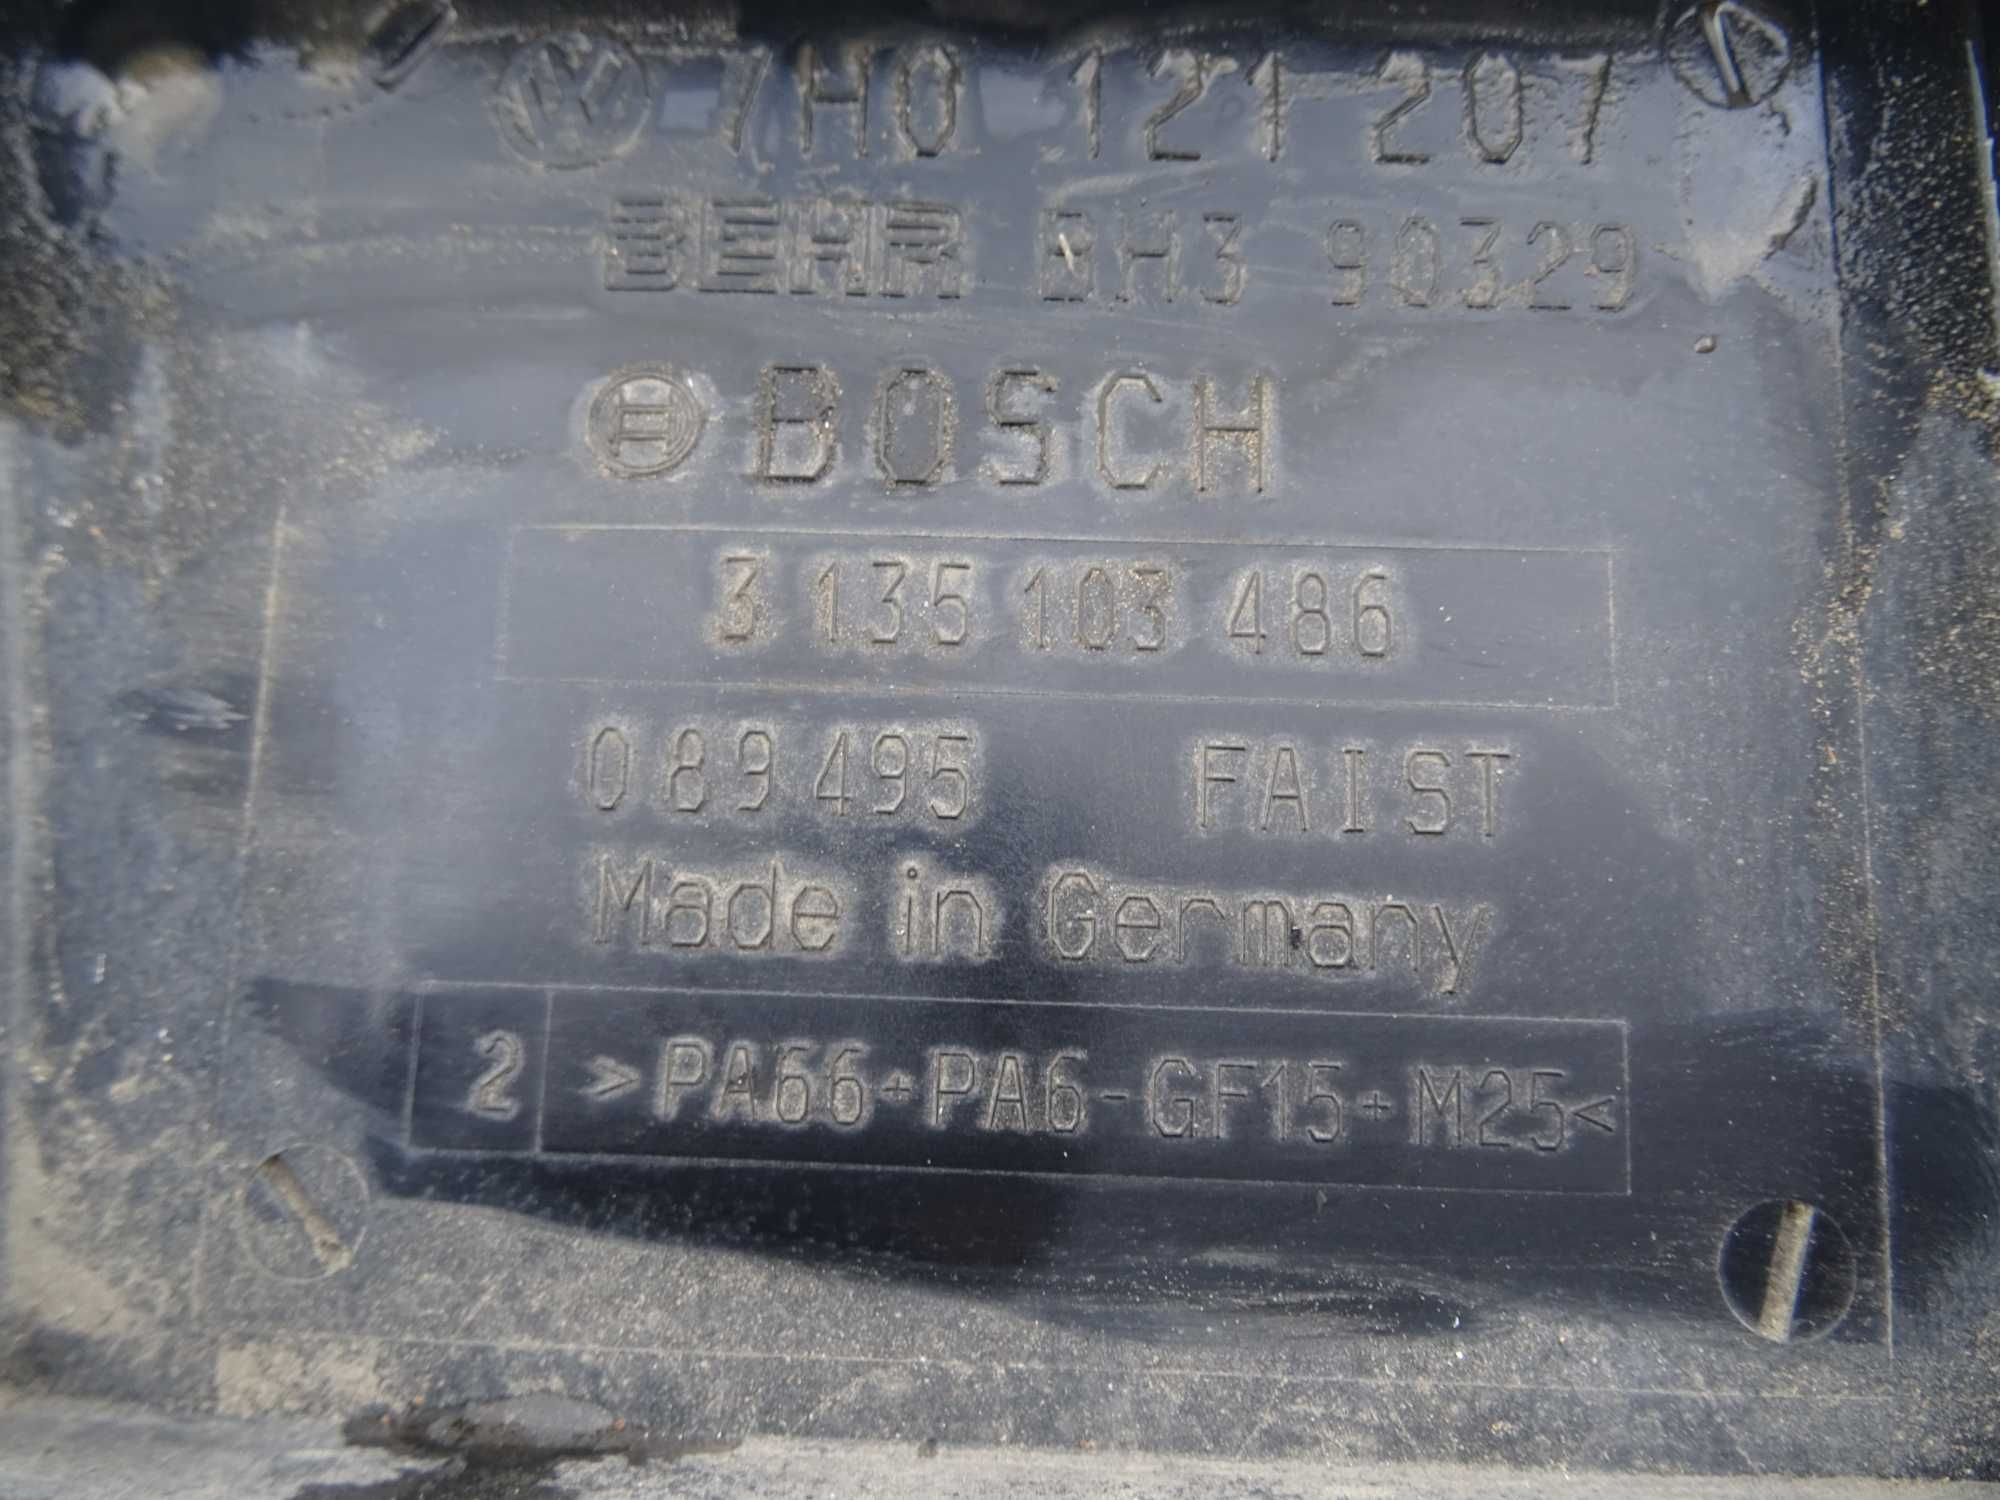 7H0 121 207
BEHR BH3 90329
BOSCH
3 135 103 486
089495 FAIST
Made in Germany
2 >PA66+PA6-GF15+M25<